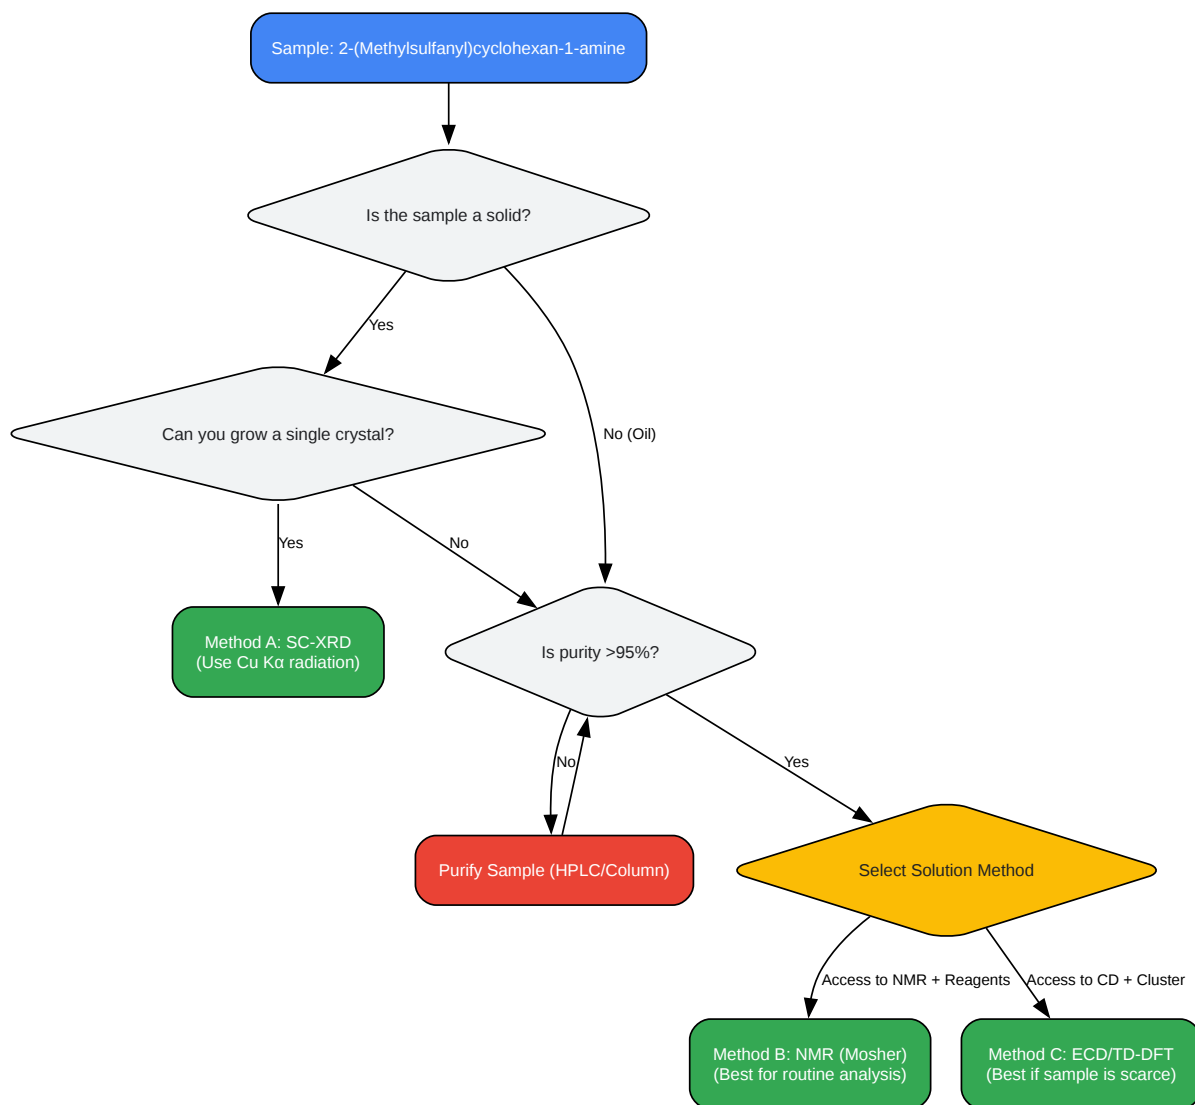 Sample: 2-(Methylsulfanyl)cyclohexan-1-amine
Is the sample a solid?
Yes
No (Oil)
Can you grow a single crystal?
Yes
No
Method A: SC-XRD
(Use Cu Kα radiation)
Is purity >95%?
No
Yes
Purify Sample (HPLC/Column)
Select Solution Method
Access to NMR + Reagents
Access to CD + Cluster
Method B: NMR (Mosher)
(Best for routine analysis)
Method C: ECD/TD-DFT
(Best if sample is scarce)